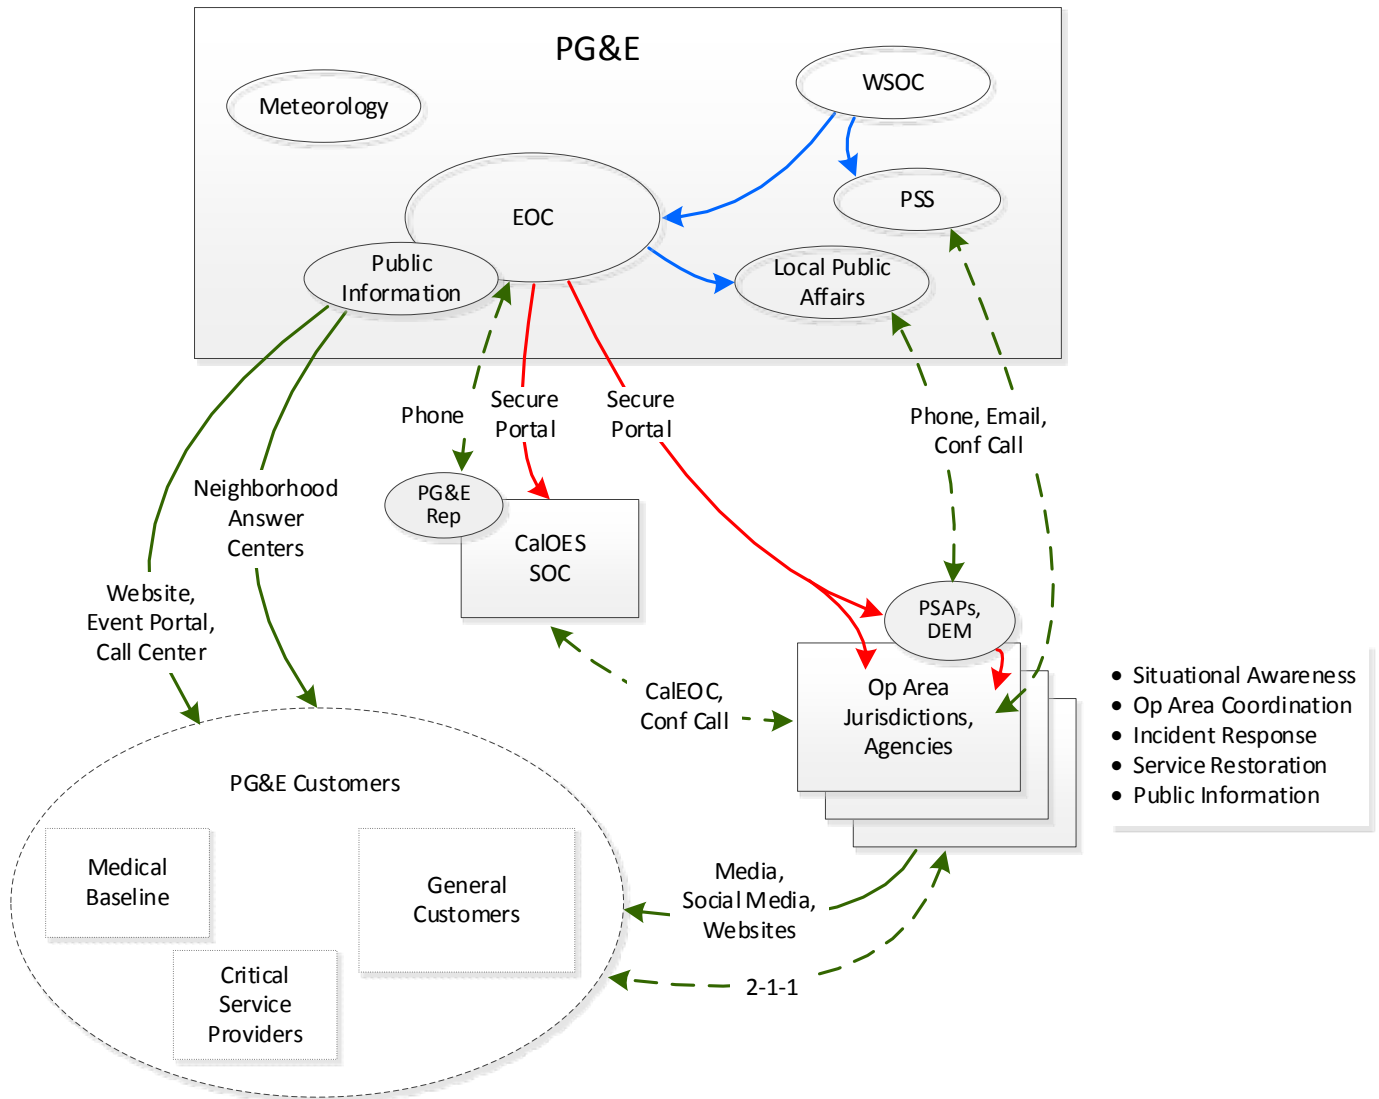 PG&E
Meteorology
WSOC
PSS
EOC
Public
Information
Local Public
Affairs
Phone
Secure
Portal
Secure
Portal
Phone, Email,
Conf Call
Neighborhood
Answer
Centers
PG&E
Rep
CalOES
SOC
Website,
Event Portal,
Call Center
PSAPs,
DEM
Op Area
Jurisdictions,
Agencies
CalEOC,
Conf Call
• Situational Awareness
• Op Area Coordination
• Incident Response
• Service Restoration
• Public Information
PG&E Customers
Medical
Baseline
General
Customers
Critical
Service
Providers
Media,
Social Media,
Websites
2-1-1